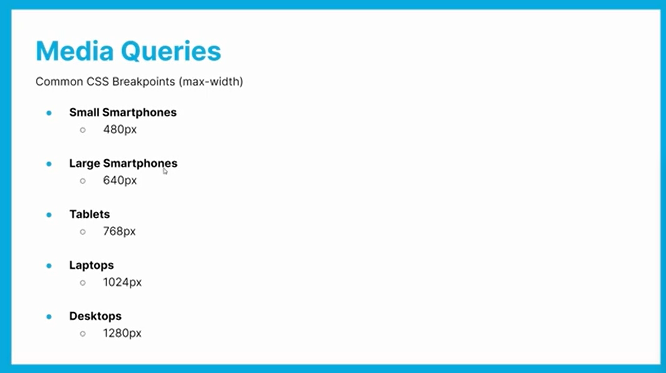 Media Queries
Common CSS Breakpoints (max-width)
Small Smartphones
480px
Large Smartphones
640px
Tablets
768px
Laptops
1024px
Desktops
1280px